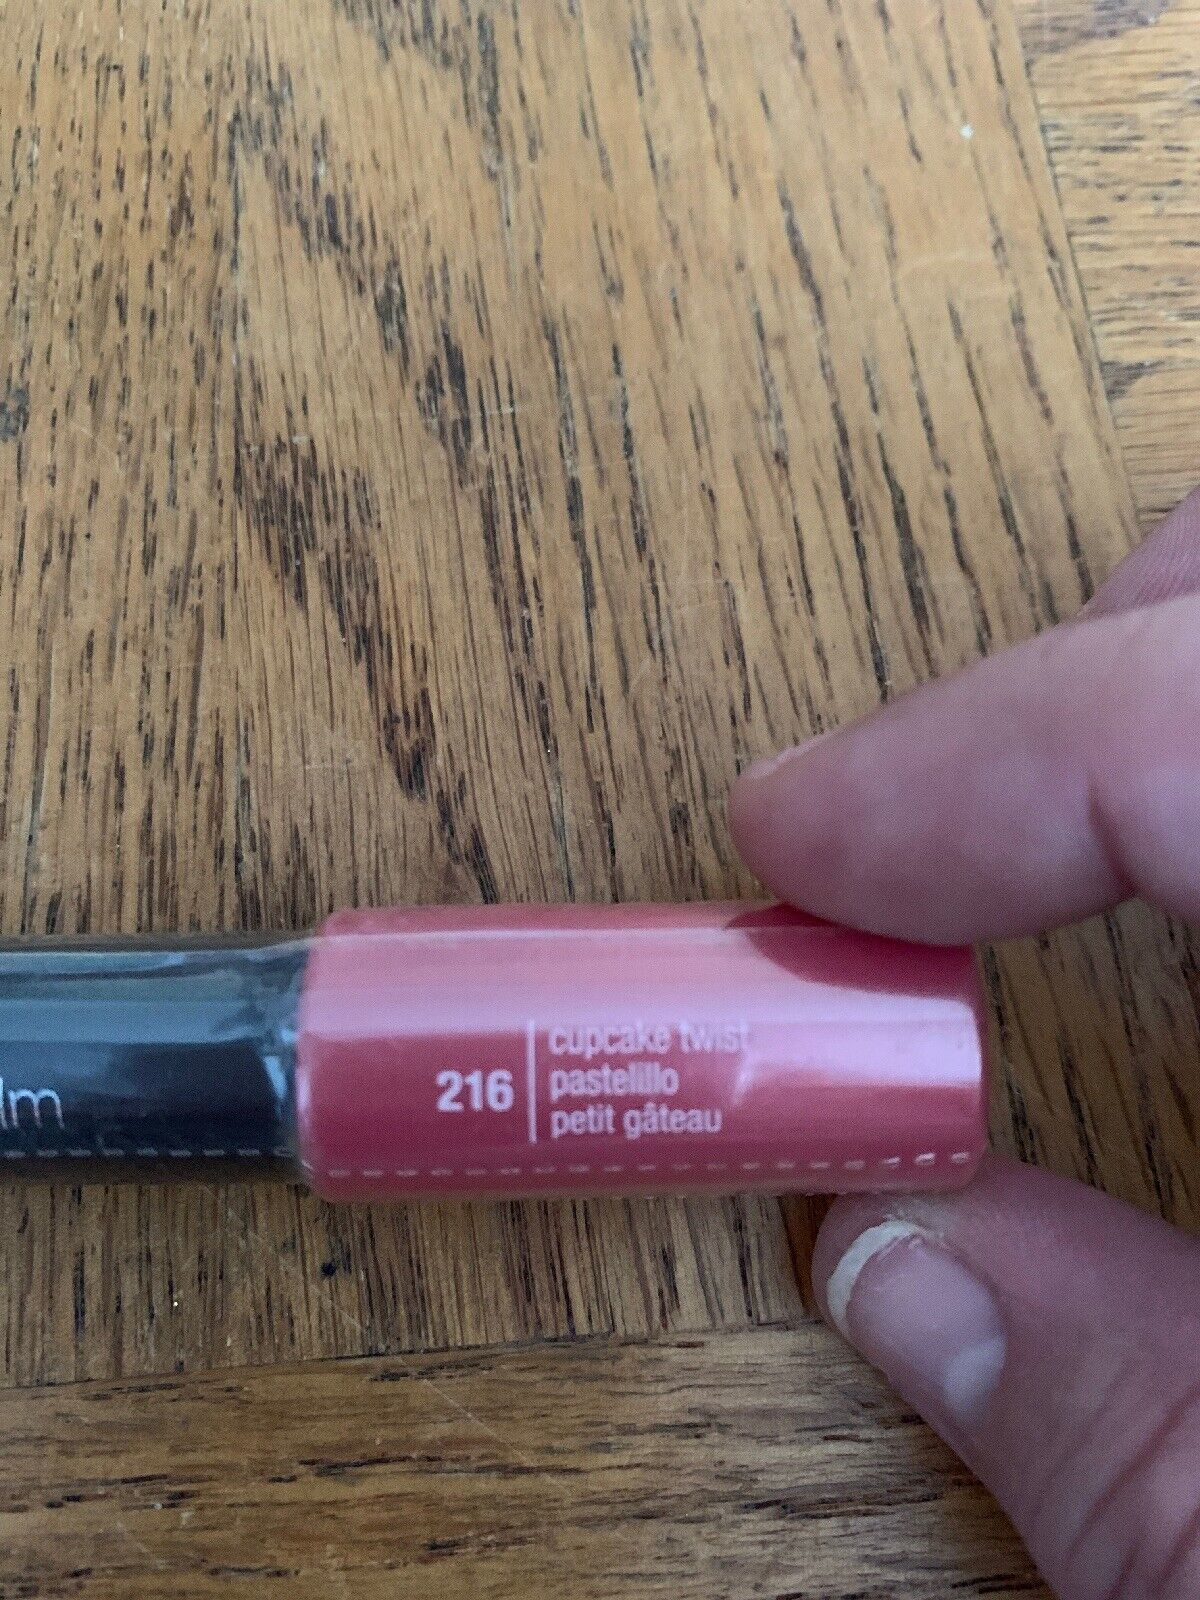 lm
216
cupcake twist
pastelillo
petit gâteau